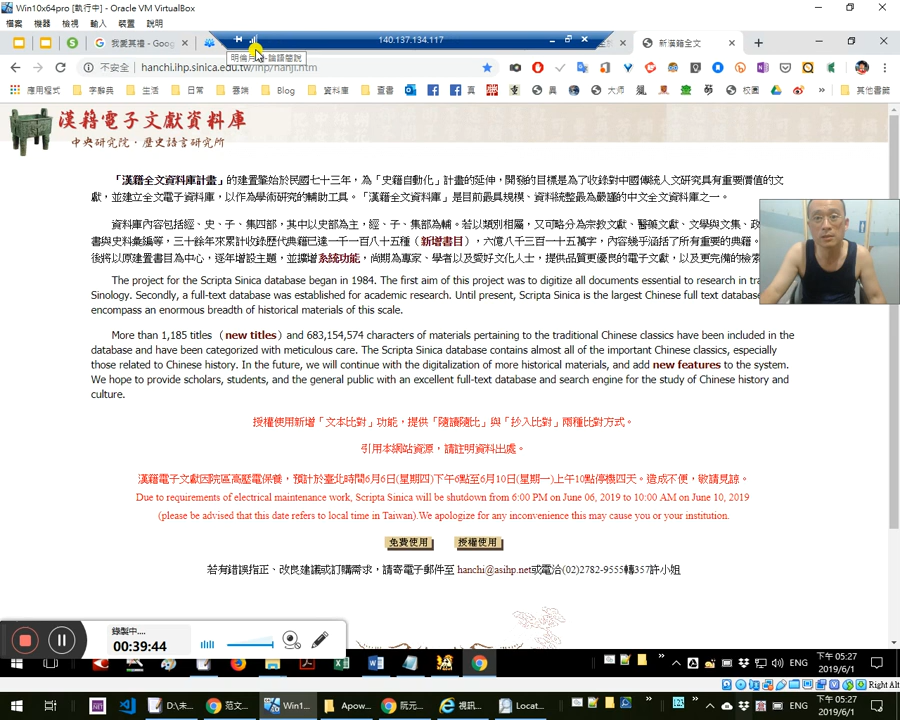 Win10x64pro [執行中] - Oracle VM VirtualBox
檔案 機器 檢視 輸入 裝置 說明
140.137.134.117
我愛其禮 - Goog
新漢籍全文
不安全 hanchi.ihp.sinica.edu.tw/ihp/hanji.htm
應用程式 字辭典 生活 日常 雲端 Blog 資料庫 查書 真 異 大師 校園 其他書籤
漢籍電子文獻資料庫
中央研究院‧歷史語言研究所
「漢籍全文資料庫計畫」的建置肇始於民國七十三年，為「史籍自動化」計畫的延伸，開發的目標是為了收錄對中國傳統人文研究具有重要價值的文
獻，並建立全文電子資料庫，以作為學術研究的輔助工具。「漢籍全文資料庫」是目前最具規模、資料統整最為嚴謹的中文全文資料庫之一。
資料庫內容包括經、史、子、集四部，其中以史部為主，經、子、集部為輔。若以類別相屬，又可略分為宗教文獻、醫藥文獻、文學與文集、政
書與史料彙編等，三十餘年來累計收錄歷代典籍已達一千一百八十五種（新增書目），六億八千三百一十五萬字，內容幾乎涵括了所有重要的典籍。
後將以原建置書目為中心，逐年增設主題，並擴增系統功能，尚期為專家、學者以及愛好文化人士，提供品質更優良的電子文獻，以及更完備的檢索
The project for the Scripta Sinica database began in 1984. The first aim of this project was to digitize all documents essential to research in tra
Sinology. Secondly, a full-text database was established for academic research. Until present, Scripta Sinica is the largest Chinese full text databas
encompass an enormous breadth of historical materials of this scale.
More than 1,185 titles （new titles）and 683,154,574 characters of materials pertaining to the traditional Chinese classics have been included in the
database and have been categorized with meticulous care. The Scripta Sinica database contains almost all of the important Chinese classics, especially
those related to Chinese history. In the future, we will continue with the digitalization of more historical materials, and add new features to the system.
We hope to provide scholars, students, and the general public with an excellent full-text database and search engine for the study of Chinese history and
culture.
授權使用新增「文本比對」功能，提供「隨讀隨比」與「抄入比對」兩種比對方式。
引用本網站資源，請註明資料出處。
漢籍電子文獻因院區高壓電保養，預計於臺北時間6月6日(星期四)下午6點至6月10日(星期一)上午10點停機四天。造成不便，敬請見諒。
Due to requirements of electrical maintenance work, Scripta Sinica will be shutdown from 6:00 PM on June 06, 2019 to 10:00 AM on June 10, 2019
(please be advised that this date refers to local time in Taiwan).We apologize for any inconvenience this may cause you or your institution.
免費使用 授權使用
若有錯誤指正、改良建議或訂購需求，請寄電子郵件至 hanchi@asihp.net或電洽(02)2782-9555轉357許小姐
錄製中....
00:39:44
ENG 下午 05:27
2019/6/1
Right Alt
D:\未... 范文... Win1... Apow... 阮元... 視訊... Locat... ENG 下午 05:27
2019/6/1